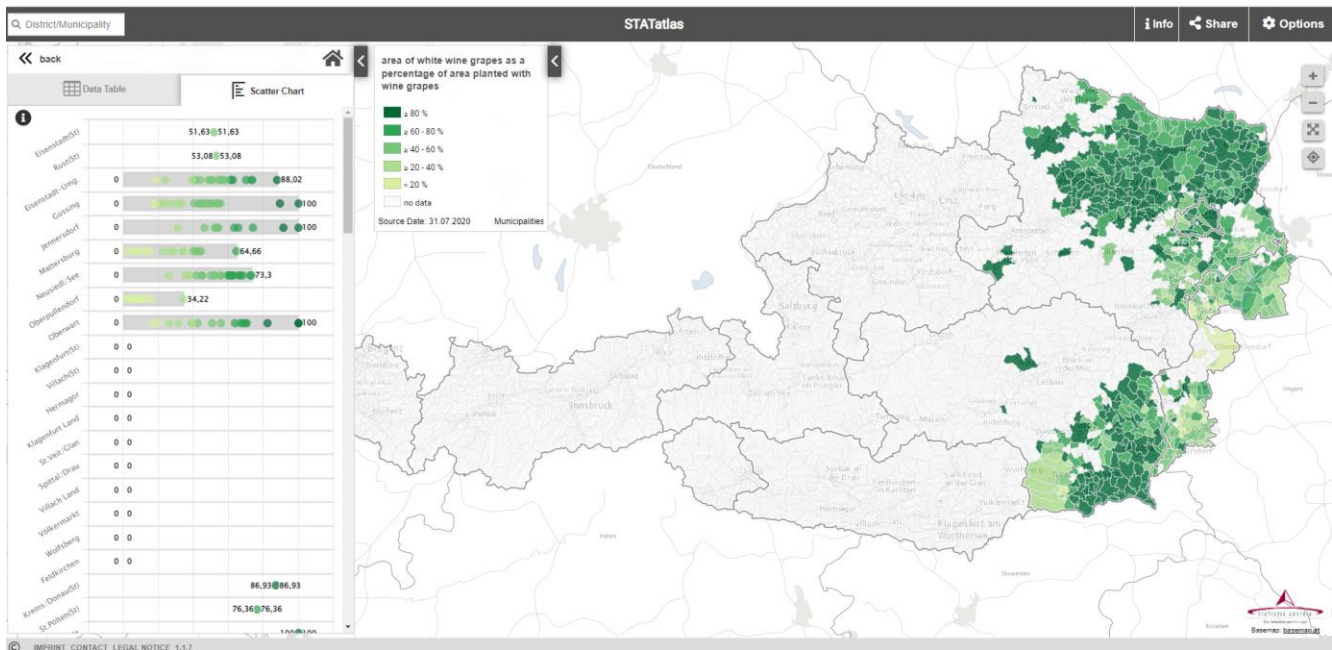 District/Municipality
STATatlas
Info
Share
Options
back
Data Table
Scatter Chart
Eisenstadt(St) 51,63 51,63
Rust(St) 53,08 53,08
Eisenstadt-Umg. 0 88,02
Güssing 0 100
Jennersdorf 0 100
Mattersburg 0 64,66
Neusiedl/See 0 73,3
Oberpullendorf 0 34,22
Oberwart 0 100
Klagenfurt(St) 0 0
Villach(St) 0 0
Hermagor 0 0
Klagenfurt Land 0 0
St.Veit/Glan 0 0
Spittal/Drau 0 0
Villach Land 0 0
Völkermarkt 0 0
Wolfsberg 0 0
Feldkirchen 0 0
Krems/Donau(St) 86,93 86,93
St.Pölten(St) 76,36 76,36
100 100
area of white wine grapes as a
percentage of area planted with
wine grapes
≥ 80 %
≥ 60 - 80 %
≥ 40 - 60 %
≥ 20 - 40 %
< 20 %
no data
Source Date: 31.07 2020 Municipalities
Deutschland
Salzburg
Innsbruck
Schwaz
Italien
Slowenien
Kroatien
Ungarn
Villach
Klagenfurt am
Wörthersee
Hermagor
STATISTIK AUSTRIA
Basemap: basemap.at
IMPRINT CONTACT LEGAL NOTICE 1.1.7